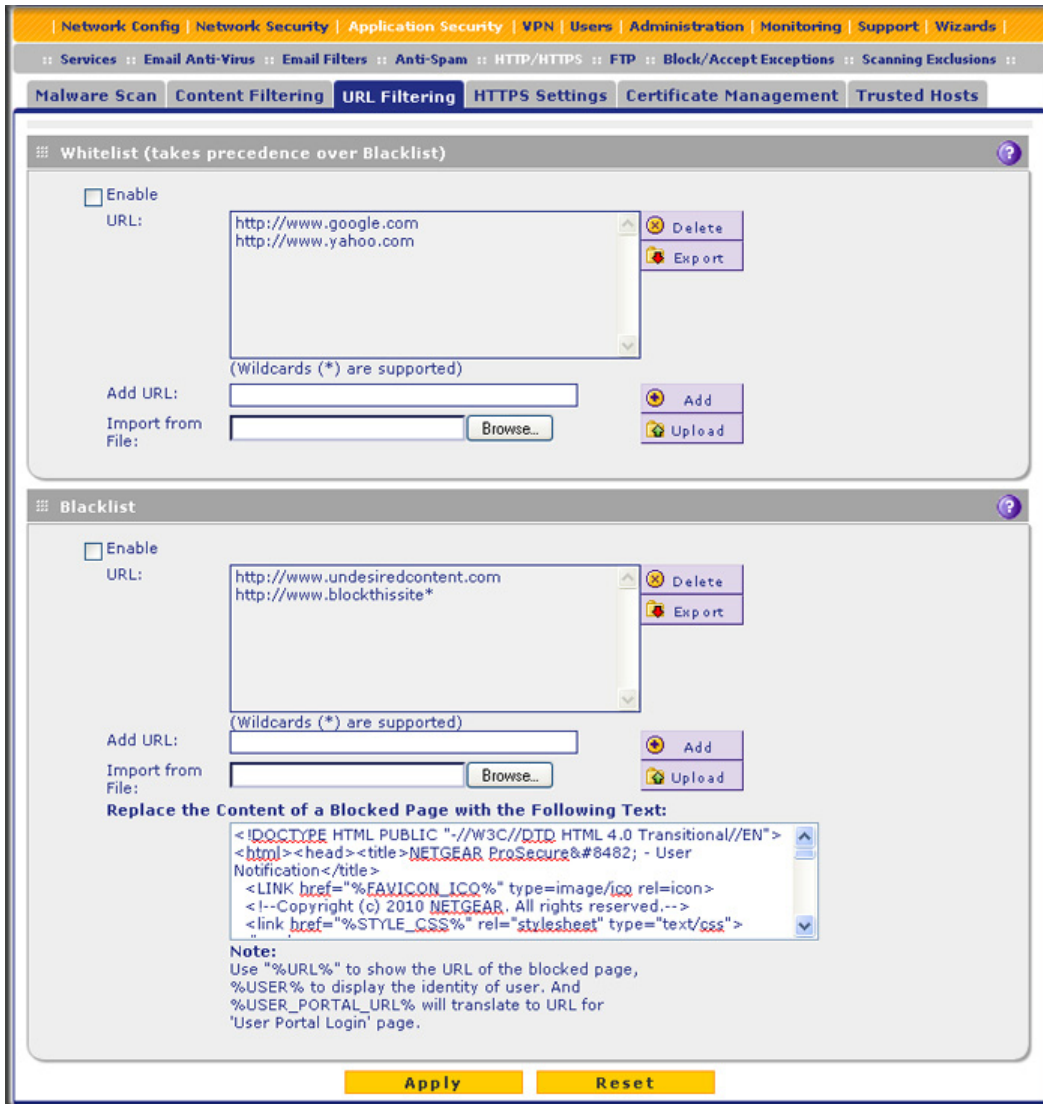 | Network Config | Network Security | Application Security | VPN | Users | Administration | Monitoring | Support | Wizards |
:: Services :: Email Anti-Virus :: Email Filters :: Anti-Spam :: HTTP/HTTPS :: FTP :: Block/Accept Exceptions :: Scanning Exclusions ::
Malware Scan Content Filtering URL Filtering HTTPS Settings Certificate Management Trusted Hosts
Whitelist (takes precedence over Blacklist) ?
Enable
URL:
http://www.google.com
http://www.yahoo.com
Delete
Export
(Wildcards (*) are supported)
Add URL:
Add
Import from
File:
Browse...
Upload
Blacklist ?
Enable
URL:
http://www.undesiredcontent.com
http://www.blockthissite*
Delete
Export
(Wildcards (*) are supported)
Add URL:
Add
Import from
File:
Browse...
Upload
Replace the Content of a Blocked Page with the Following Text:
<!DOCTYPE HTML PUBLIC "-//W3C//DTD HTML 4.0 Transitional//EN">
<html><head><title>NETGEAR ProSecure&#8482; - User
Notification</title>
<LINK href="%FAVICON_ICO%" type=image/ico rel=icon>
<!--Copyright (c) 2010 NETGEAR. All rights reserved.-->
<link href="%STYLE_CSS%" rel="stylesheet" type="text/css">
Note:
Use "%URL%" to show the URL of the blocked page,
%USER% to display the identity of user. And
%USER_PORTAL_URL% will translate to URL for
'User Portal Login' page.
Apply Reset